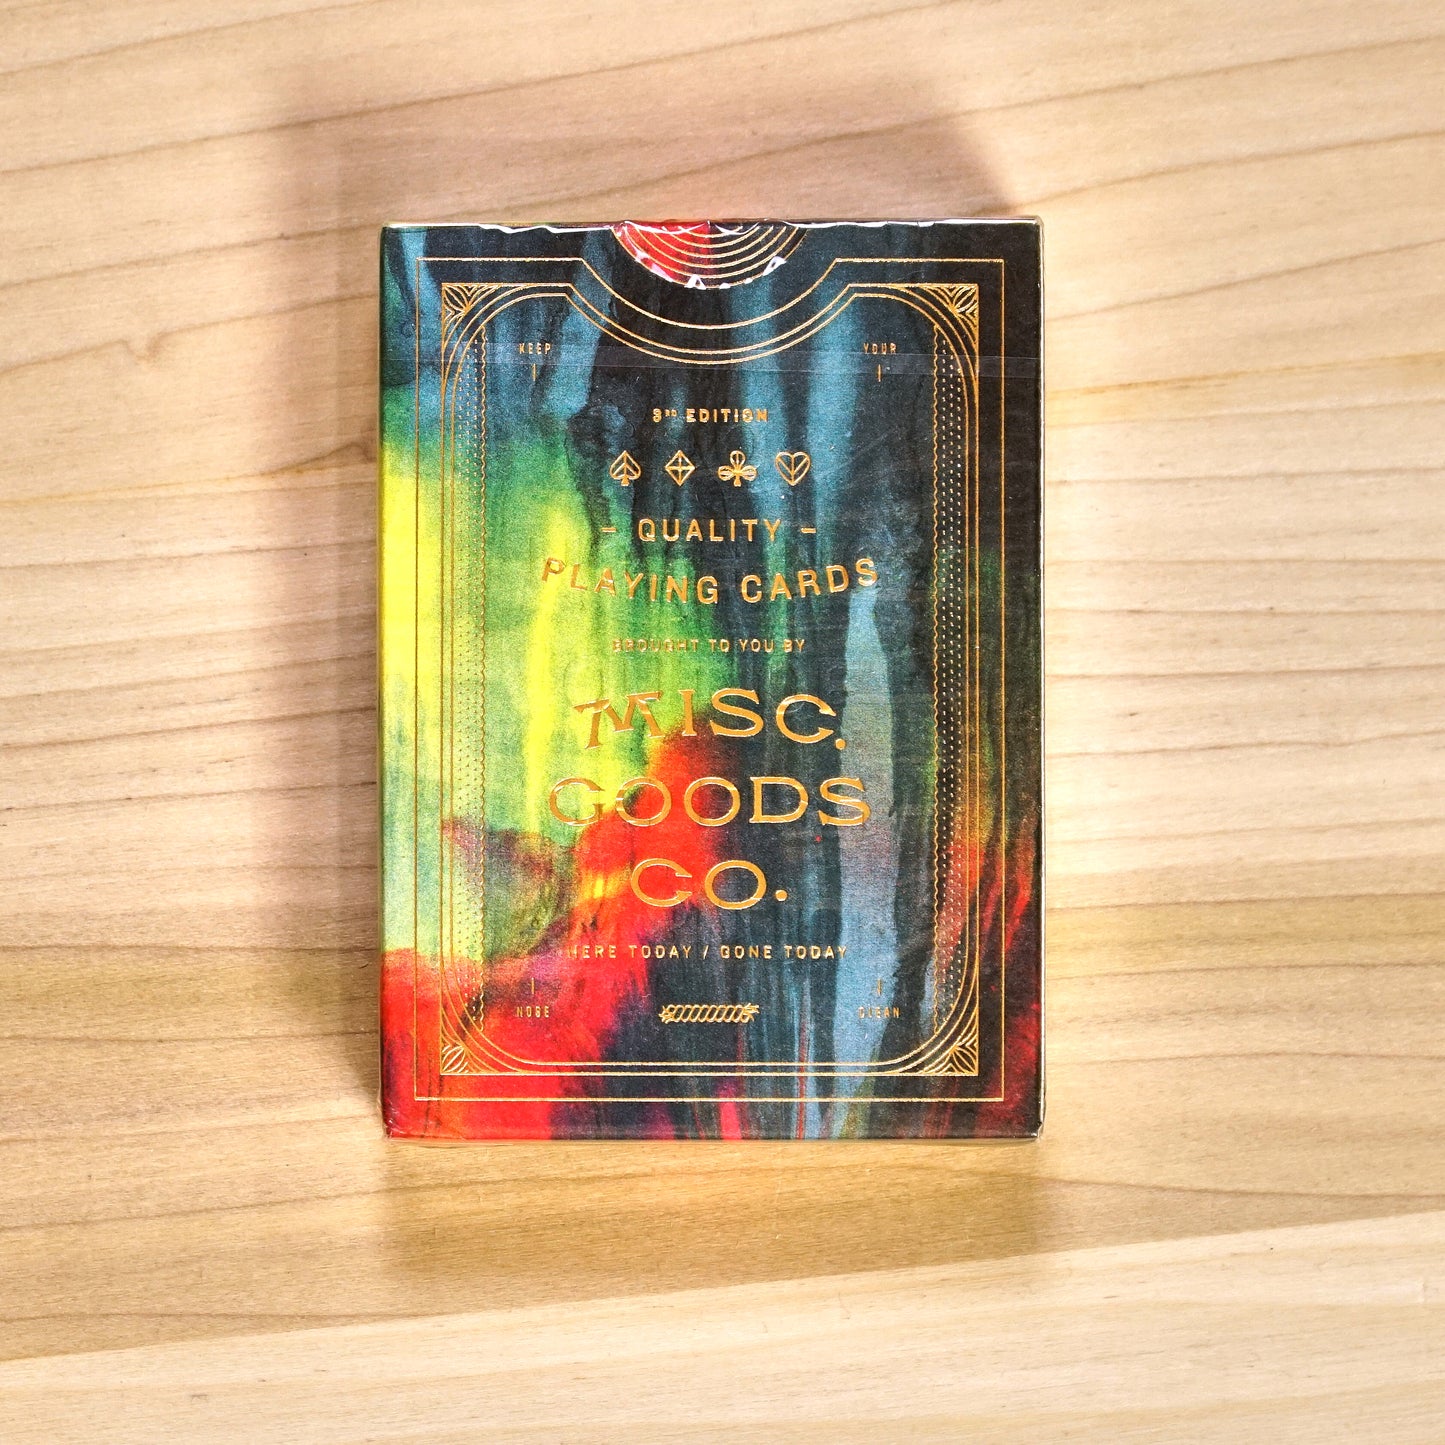 KEEP YOUR
3RD EDITION
- QUALITY -
PLAYING CARDS
BROUGHT TO YOU BY
MISC.
GOODS
CO.
HERE TODAY / GONE TODAY
NOSE CLEAN